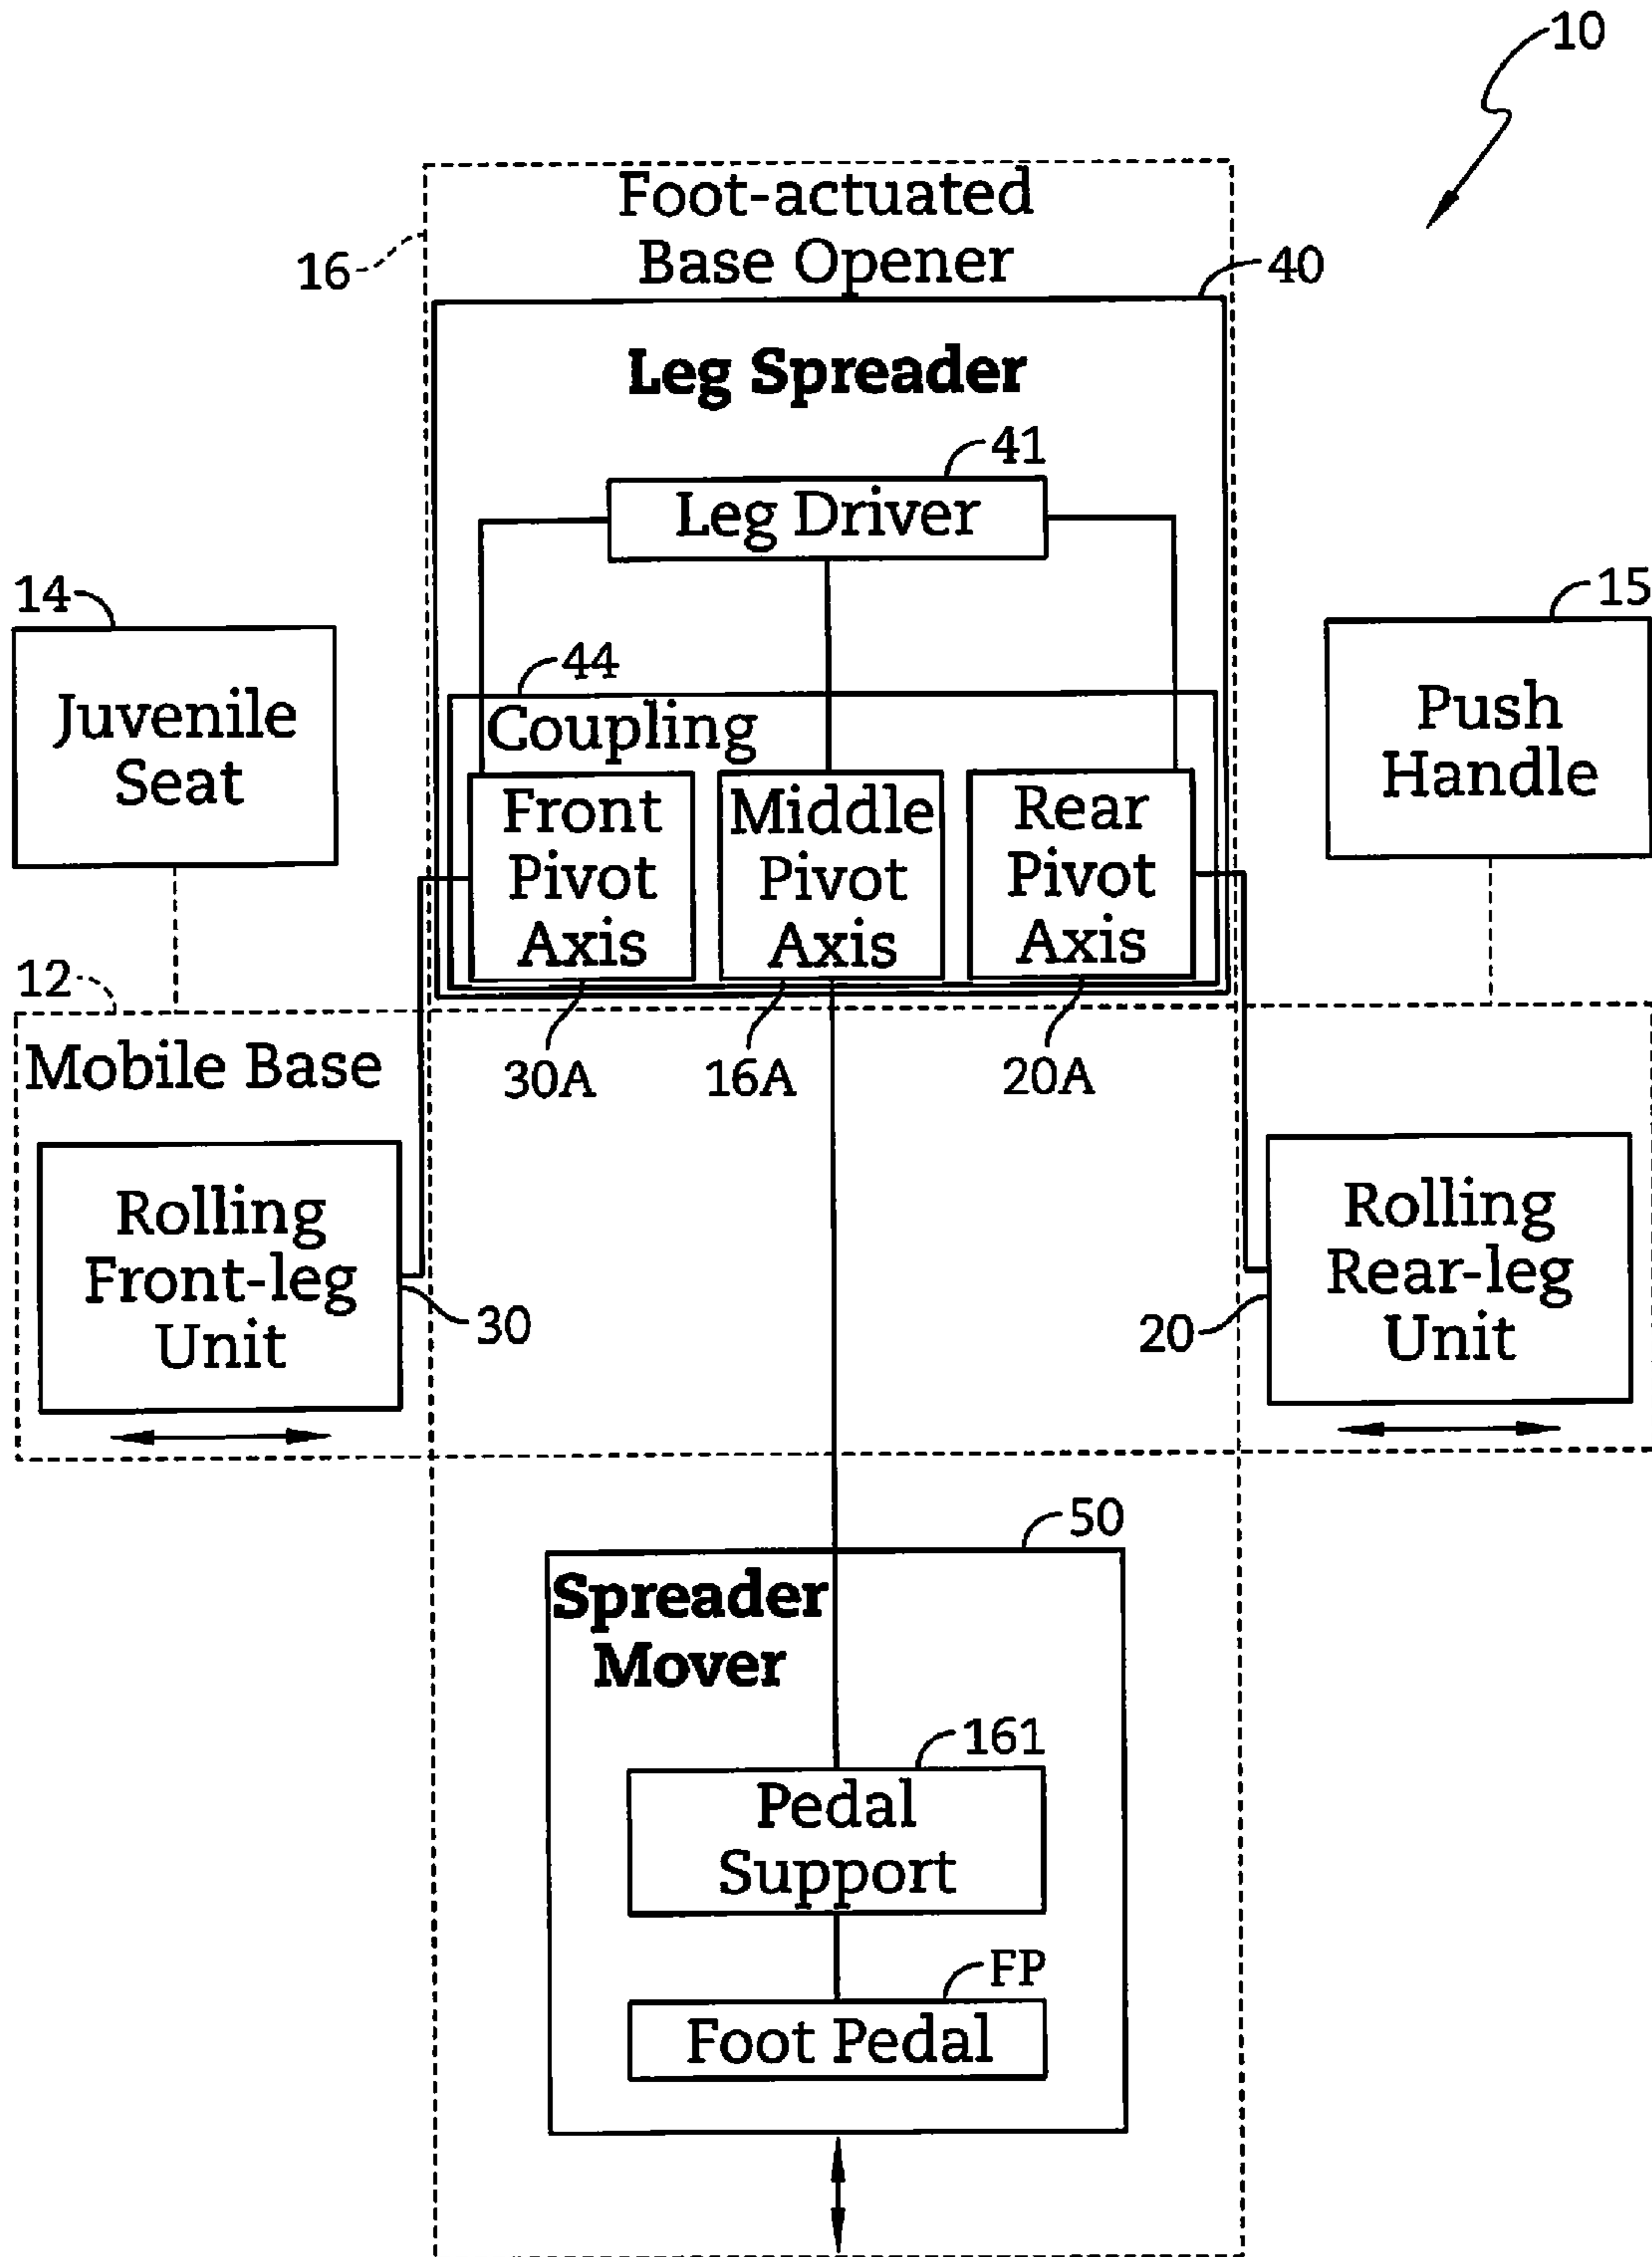 10
Foot-actuated
Base Opener
16
40
Leg Spreader
41
Leg Driver
14
15
Juvenile
Seat
44
Coupling
Push
Handle
Front
Pivot
Axis
Middle
Pivot
Axis
Rear
Pivot
Axis
12
Mobile Base
30A
16A
20A
Rolling
Front-leg
Unit
30
20
Rolling
Rear-leg
Unit
50
Spreader
Mover
161
Pedal
Support
FP
Foot Pedal